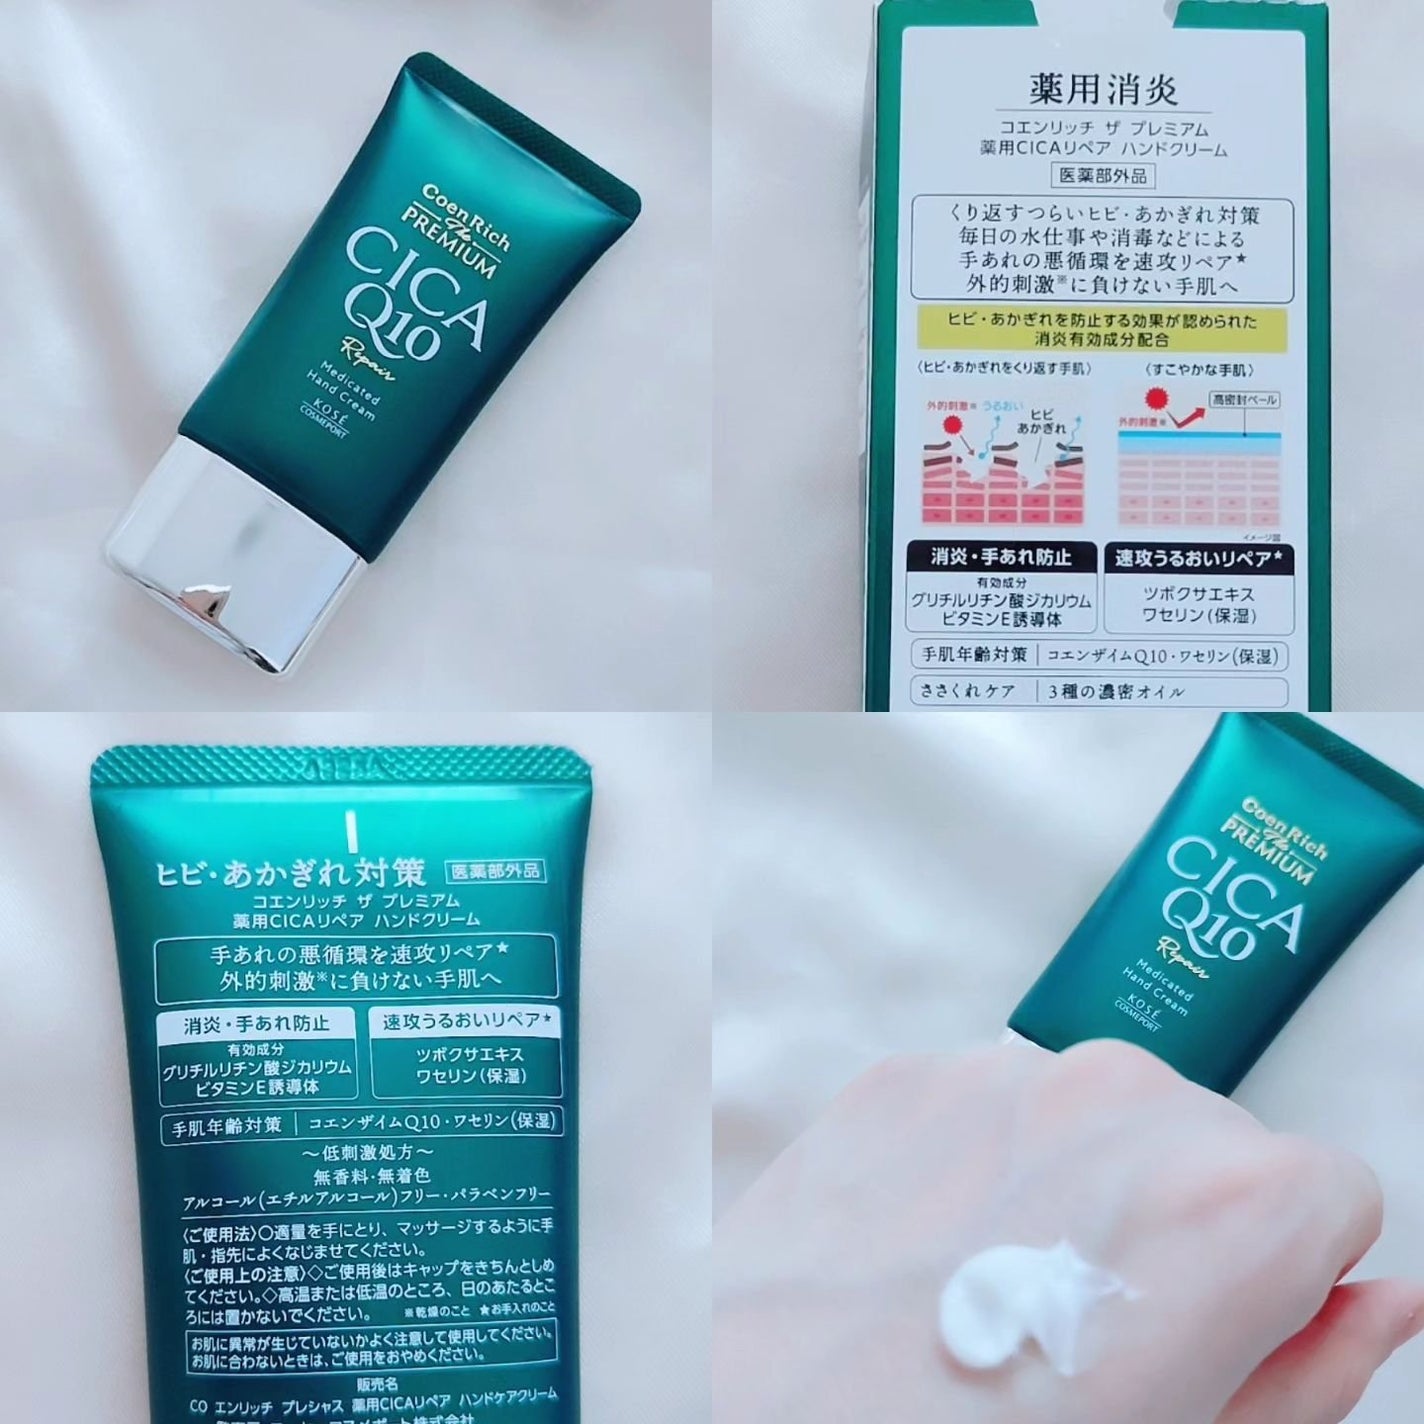 CoenRich
The
PREMIUM
CICA
Q10
Repair
Medicated
Hand Cream
KOSÉ
COSMEPORT
薬用消炎
コエンリッチ ザ プレミアム
薬用CICAリペア ハンドクリーム
医薬部外品
くり返すつらいヒビ・あかぎれ対策
毎日の水仕事や消毒などによる
手あれの悪循環を速攻リペア★
外的刺激※に負けない手肌へ
ヒビ・あかぎれを防止する効果が認められた
消炎有効成分配合
〈ヒビ・あかぎれをくり返す手肌〉
〈すこやかな手肌〉
外的刺激※ うるおい
ヒビ
あかぎれ
高密封ベール
外的刺激※
イメージ図
消炎・手あれ防止
有効成分
グリチルリチン酸ジカリウム
ビタミンE誘導体
速攻うるおいリペア★
ツボクサエキス
ワセリン(保湿)
手肌年齢対策 コエンザイムQ10・ワセリン(保湿)
ささくれケア 3種の濃密オイル
ヒビ・あかぎれ対策 医薬部外品
コエンリッチ ザ プレミアム
薬用CICAリペア ハンドクリーム
手あれの悪循環を速攻リペア★
外的刺激※に負けない手肌へ
消炎・手あれ防止
有効成分
グリチルリチン酸ジカリウム
ビタミンE誘導体
速攻うるおいリペア★
ツボクサエキス
ワセリン(保湿)
手肌年齢対策 コエンザイムQ10・ワセリン(保湿)
～低刺激処方～
無香料・無着色
アルコール(エチルアルコール)フリー・パラベンフリー
〈ご使用法〉○適量を手にとり、マッサージするように手
肌・指先によくなじませてください。
〈ご使用上の注意〉◇ご使用後はキャップをきちんとしめ
てください。◇高温または低温のところ、日のあたるとこ
ろには置かないでください。 ※乾燥のこと ★お手入れのこと
お肌に異常が生じていないかよく注意して使用してください。
お肌に合わないときは、ご使用をおやめください。
販売名
CO エンリッチ プレシャス 薬用CICAリペア ハンドケアクリーム
CoenRich
The
PREMIUM
CICA
Q10
Repair
Medicated
Hand Cream
KOSÉ
COSMEPORT